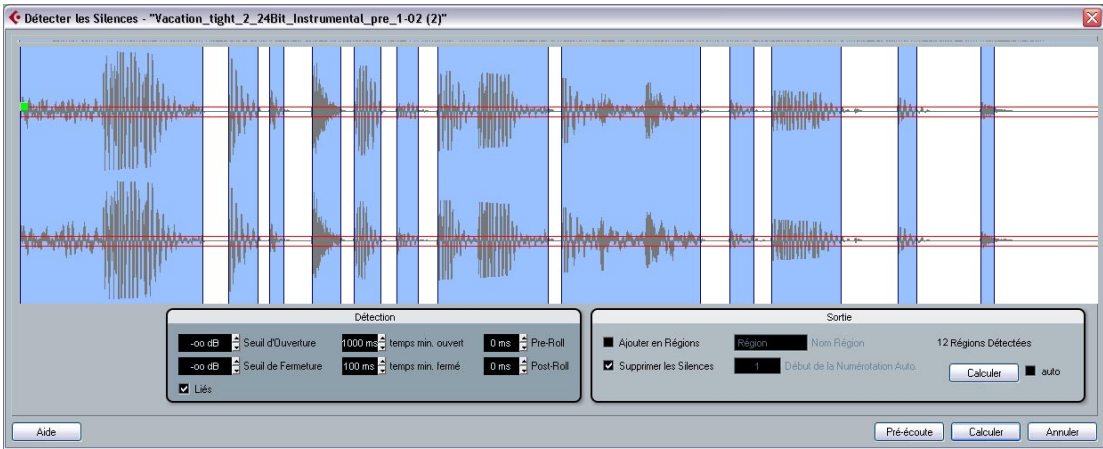 Détecter les Silences - "Vacation_tight_2_24Bit_Instrumental_pre_1-02 (2)"
Détection
-oo dB Seuil d'Ouverture 1000 ms temps min. ouvert 0 ms Pre-Roll
-oo dB Seuil de Fermeture 100 ms temps min. fermé 0 ms Post-Roll
Liés
Sortie
Ajouter en Régions Région Nom Région 12 Régions Détectées
Supprimer les Silences 1 Début de la Numérotation Auto. Calculer auto
Aide Pré-écoute Calculer Annuler